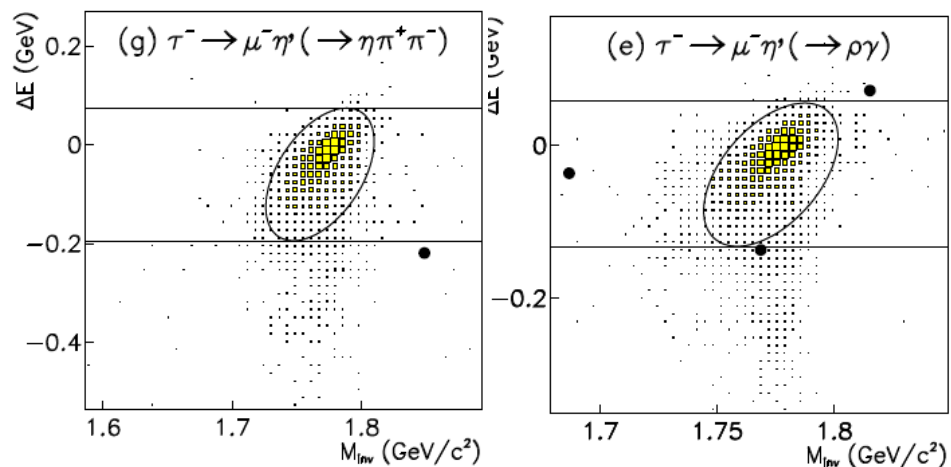 (g) τ⁻ → μ⁻η' (→ ηπ⁺π⁻)
ΔE (GeV)
0.2
0
−0.2
−0.4
1.6
1.7
1.8
M_inv (GeV/c²)
(e) τ⁻ → μ⁻η' (→ ργ)
ΔE (GeV)
0
−0.2
1.7
1.75
1.8
M_inv (GeV/c²)